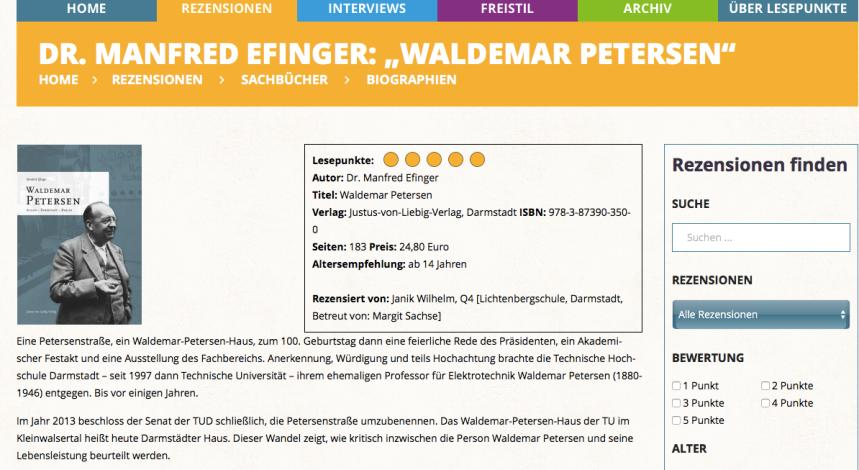 HOME REZENSIONEN INTERVIEWS FREISTIL ARCHIV ÜBER LESEPUNKTE
DR. MANFRED EFINGER: „WALDEMAR PETERSEN“
HOME > REZENSIONEN > SACHBÜCHER > BIOGRAPHIEN
WALDEMAR
PETERSEN
Lesepunkte:
Autor: Dr. Manfred Efinger
Titel: Waldemar Petersen
Verlag: Justus-von-Liebig-Verlag, Darmstadt ISBN: 978-3-87390-350-
0
Seiten: 183 Preis: 24,80 Euro
Altersempfehlung: ab 14 Jahren
Rezensiert von: Janik Wilhelm, Q4 [Lichtenbergschule, Darmstadt,
Betreut von: Margit Sachse]
Eine Petersenstraße, ein Waldemar-Petersen-Haus, zum 100. Geburtstag dann eine feierliche Rede des Präsidenten, ein Akademi-
scher Festakt und eine Ausstellung des Fachbereichs. Anerkennung, Würdigung und teils Hochachtung brachte die Technische Hoch-
schule Darmstadt – seit 1997 dann Technische Universität – ihrem ehemaligen Professor für Elektrotechnik Waldemar Petersen (1880-
1946) entgegen. Bis vor einigen Jahren.
Im Jahr 2013 beschloss der Senat der TUD schließlich, die Petersenstraße umzubenennen. Das Waldemar-Petersen-Haus der TU im
Kleinwalsertal heißt heute Darmstädter Haus. Dieser Wandel zeigt, wie kritisch inzwischen die Person Waldemar Petersen und seine
Lebensleistung beurteilt werden.
Rezensionen finden
SUCHE
Suchen ...
REZENSIONEN
Alle Rezensionen
BEWERTUNG
1 Punkt 2 Punkte
3 Punkte 4 Punkte
5 Punkte
ALTER